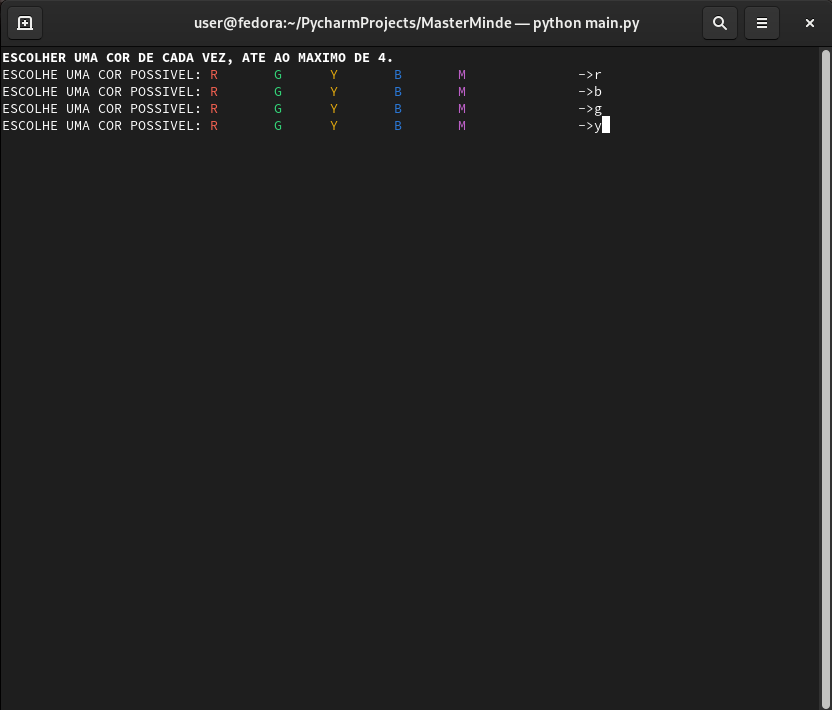 user@fedora:~/PycharmProjects/MasterMinde — python main.py
ESCOLHER UMA COR DE CADA VEZ, ATE AO MAXIMO DE 4.
ESCOLHE UMA COR POSSIVEL: R G Y B M ->r
ESCOLHE UMA COR POSSIVEL: R G Y B M ->b
ESCOLHE UMA COR POSSIVEL: R G Y B M ->g
ESCOLHE UMA COR POSSIVEL: R G Y B M ->y